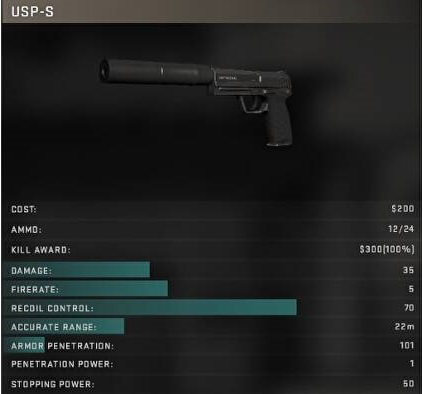 USP-S
COST: $200
AMMO: 12/24
KILL AWARD: $300(100%)
DAMAGE: 35
FIRERATE: 5
RECOIL CONTROL: 70
ACCURATE RANGE: 22m
ARMOR PENETRATION: 101
PENETRATION POWER: 1
STOPPING POWER: 50